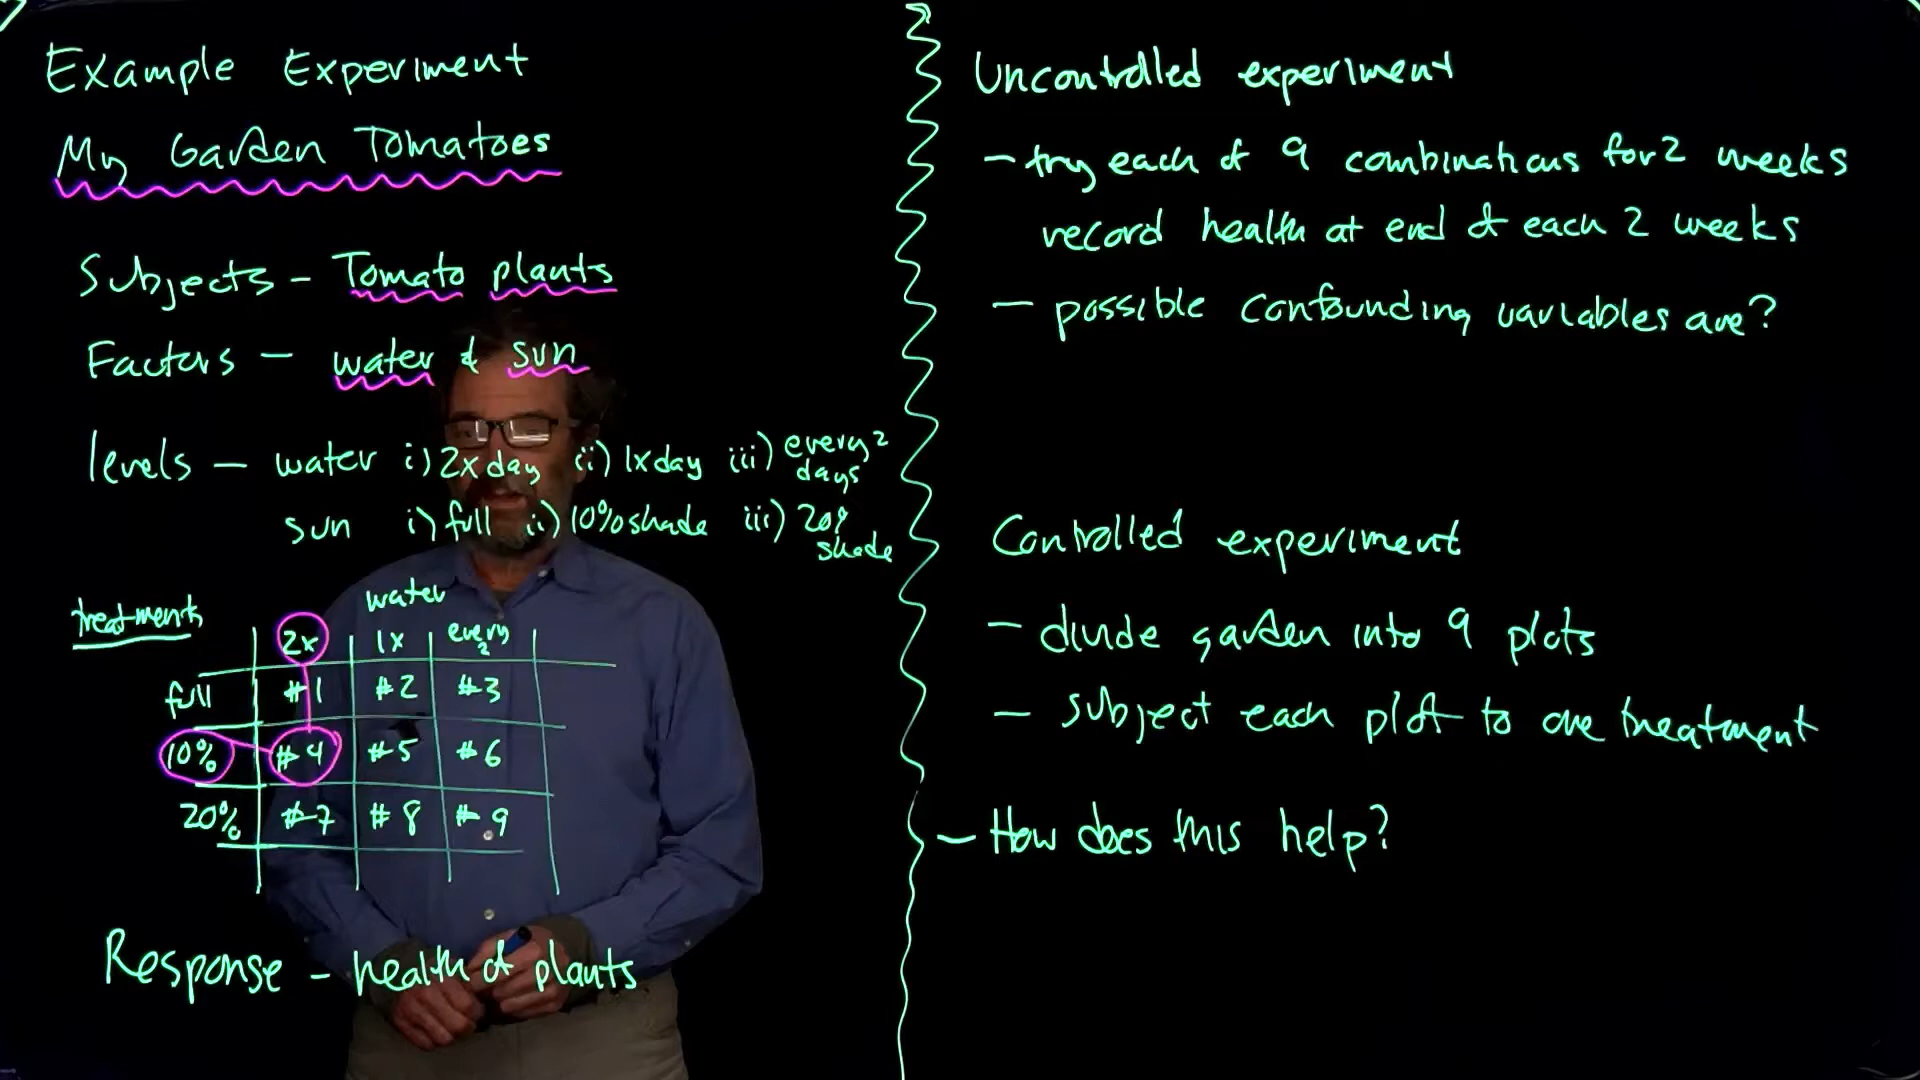 Example Experiment
My Garden Tomatoes
Subjects - Tomato plants
Factors - water & sun
levels - water i) 2x day ii) 1x day iii) every 2 days
sun i) full ii) 10% shade iii) 20% shade
treatments
water
2x 1x every 2
full #1 #2 #3
10% #4 #5 #6
20% #7 #8 #9
Response - health of plants
Uncontrolled experiment
- try each of 9 combinations for 2 weeks
record health at end of each 2 weeks
- possible confounding variables are?
Controlled experiment
- divide garden into 9 plots
- subject each plot to one treatment
- How does this help?